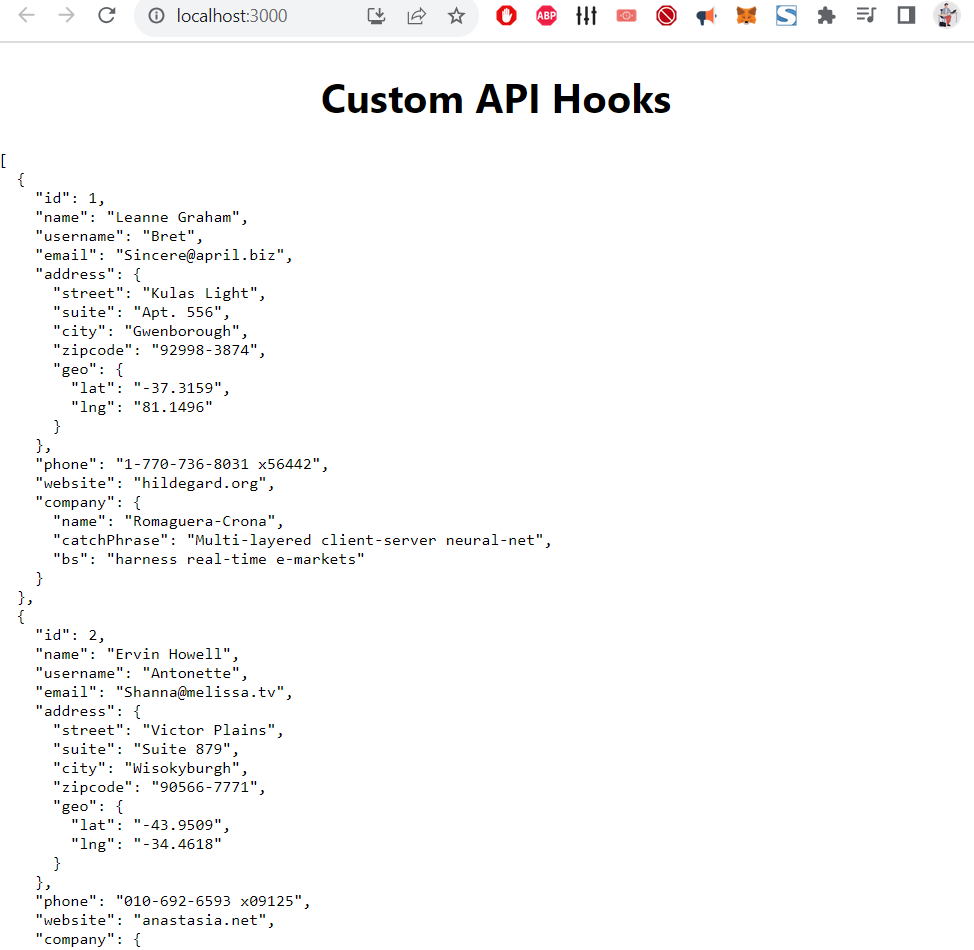 localhost:3000
ABP
Custom API Hooks
[
  {
    "id": 1,
    "name": "Leanne Graham",
    "username": "Bret",
    "email": "Sincere@april.biz",
    "address": {
      "street": "Kulas Light",
      "suite": "Apt. 556",
      "city": "Gwenborough",
      "zipcode": "92998-3874",
      "geo": {
        "lat": "-37.3159",
        "lng": "81.1496"
      }
    },
    "phone": "1-770-736-8031 x56442",
    "website": "hildegard.org",
    "company": {
      "name": "Romaguera-Crona",
      "catchPhrase": "Multi-layered client-server neural-net",
      "bs": "harness real-time e-markets"
    }
  },
  {
    "id": 2,
    "name": "Ervin Howell",
    "username": "Antonette",
    "email": "Shanna@melissa.tv",
    "address": {
      "street": "Victor Plains",
      "suite": "Suite 879",
      "city": "Wisokyburgh",
      "zipcode": "90566-7771",
      "geo": {
        "lat": "-43.9509",
        "lng": "-34.4618"
      }
    },
    "phone": "010-692-6593 x09125",
    "website": "anastasia.net",
    "company": {